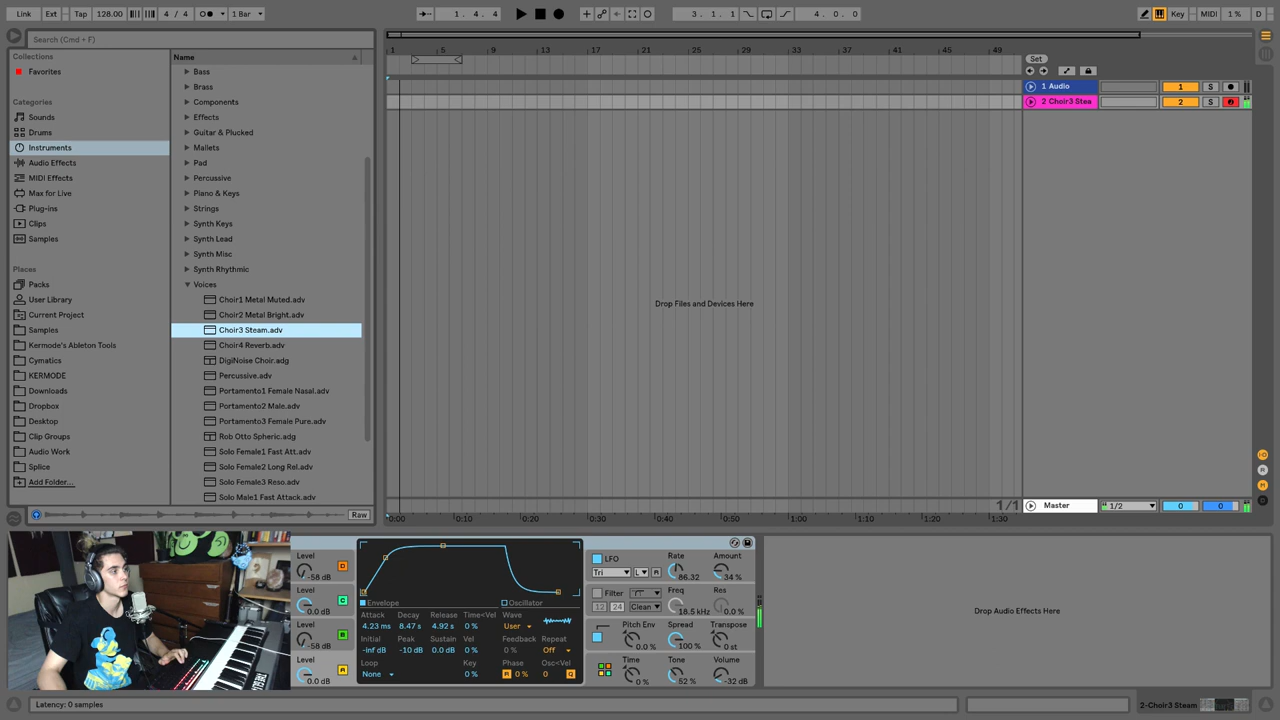 Link Ext Tap 128.00 4 / 4 1 Bar 1. 4. 4 3. 1. 1 4. 0. 0 Key MIDI 1 % D
Search (Cmd + F)
Collections
Favorites
Categories
Sounds
Drums
Instruments
Audio Effects
MIDI Effects
Max for Live
Plug-ins
Clips
Samples
Places
Packs
User Library
Current Project
Samples
Kermode's Ableton Tools
Cymatics
KERMODE
Downloads
Dropbox
Desktop
Clip Groups
Audio Work
Splice
Add Folder...
Name
Bass
Brass
Components
Effects
Guitar & Plucked
Mallets
Pad
Percussive
Piano & Keys
Strings
Synth Keys
Synth Lead
Synth Misc
Synth Rhythmic
Voices
Choir1 Metal Muted.adv
Choir2 Metal Bright.adv
Choir3 Steam.adv
Choir4 Reverb.adv
DigiNoise Choir.adg
Percussive.adv
Portamento1 Female Nasal.adv
Portamento2 Male.adv
Portamento3 Female Pure.adv
Rob Otto Spheric.adg
Solo Female1 Fast Att.adv
Solo Female2 Long Rel.adv
Solo Female3 Reso.adv
Solo Male1 Fast Attack.adv
Raw
1 5 9 13 17 21 25 29 33 37 41 45 49
Set
1 Audio 1 S
2 Choir3 Stea 2 S
Drop Files and Devices Here
1/1
Master 1/2 0 0
0:00 0:10 0:20 0:30 0:40 0:50 1:00 1:10 1:20 1:30
Level
-58 dB
D
Level
0.0 dB
C
Level
-58 dB
B
Level
0.0 dB
A
Envelope Oscillator
Attack Decay Release Time<Vel Wave
4.23 ms 8.47 s 4.92 s 0 % User
Initial Peak Sustain Vel Feedback Repeat
-inf dB -10 dB 0.0 dB 0 % 0 % Off
Loop Key Phase Osc<Vel
None 0 % R 0 % 0 Q
LFO Rate Amount
Tri L R 86.32 34 %
Filter Freq Res
12 24 Clean 18.5 kHz 0.0 %
Pitch Env Spread Transpose
0.0 % 100 % 0 st
Time Tone Volume
0 % 52 % -32 dB
Drop Audio Effects Here
Latency: 0 samples
2-Choir3 Steam